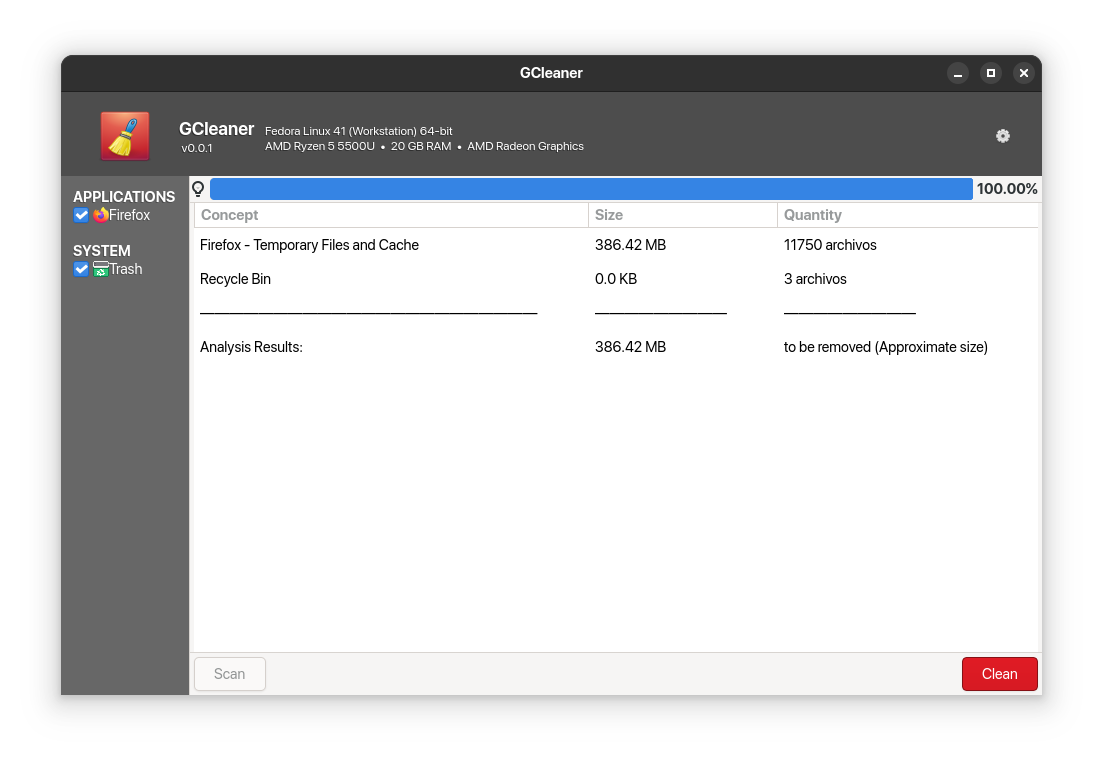 GCleaner
GCleaner
v0.0.1
Fedora Linux 41 (Workstation) 64-bit
AMD Ryzen 5 5500U • 20 GB RAM • AMD Radeon Graphics
APPLICATIONS
Firefox
SYSTEM
Trash
100.00%
Concept Size Quantity
Firefox - Temporary Files and Cache 386.42 MB 11750 archivos
Recycle Bin 0.0 KB 3 archivos
Analysis Results: 386.42 MB to be removed (Approximate size)
Scan Clean